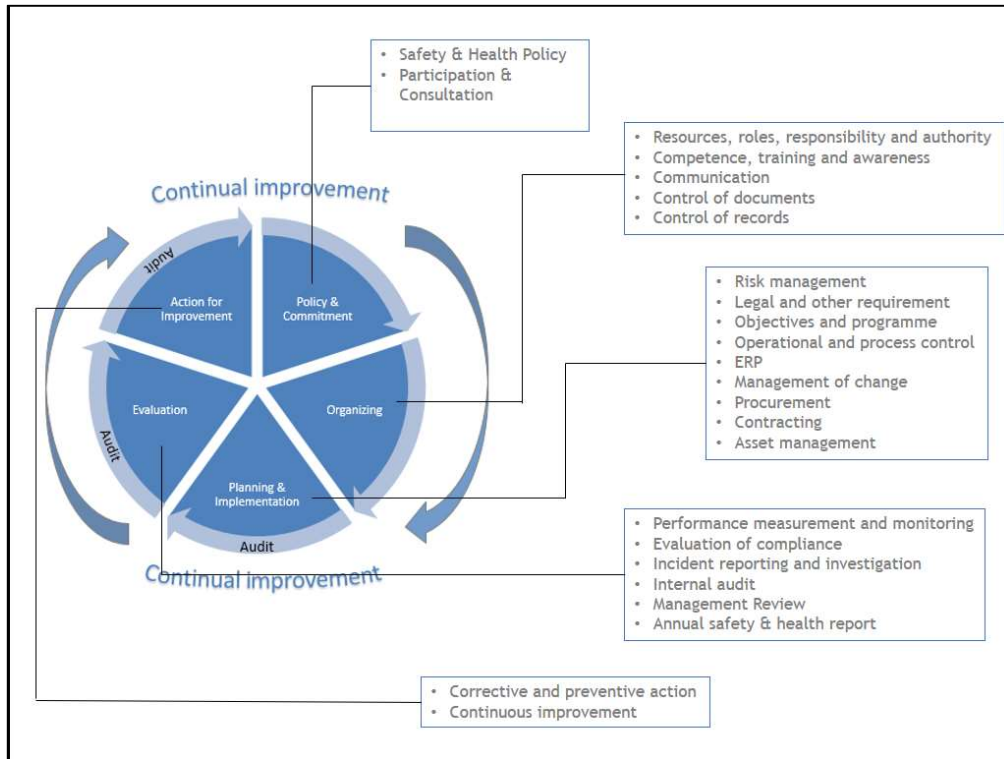 • Safety & Health Policy
• Participation &
Consultation
• Resources, roles, responsibility and authority
• Competence, training and awareness
• Communication
• Control of documents
• Control of records
Continual improvement
Audit
Action for
Improvement
Policy &
Commitment
• Risk management
• Legal and other requirement
• Objectives and programme
• Operational and process control
• ERP
• Management of change
• Procurement
• Contracting
• Asset management
Evaluation
Organizing
Audit
Planning &
Implementation
Audit
Continual improvement
• Performance measurement and monitoring
• Evaluation of compliance
• Incident reporting and investigation
• Internal audit
• Management Review
• Annual safety & health report
• Corrective and preventive action
• Continuous improvement